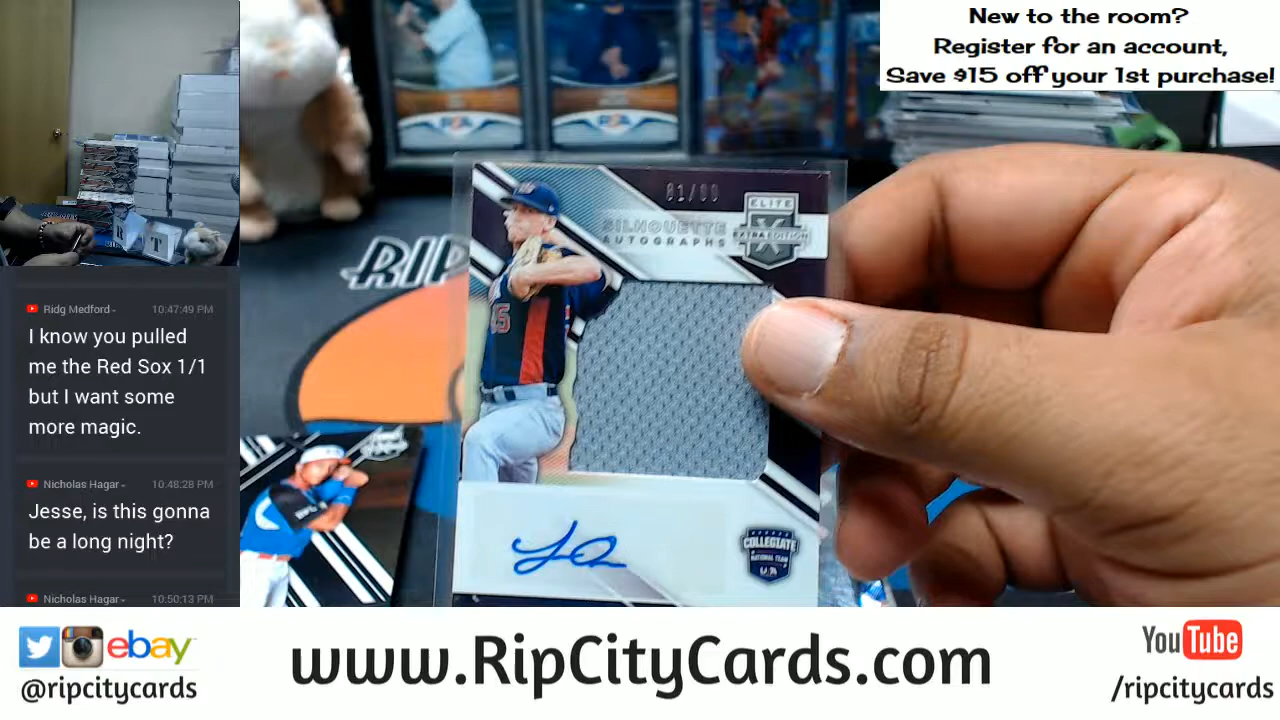 New to the room?
Register for an account,
Save $15 off your 1st purchase!
Ridg Medford
10:47:49 PM
I know you pulled
me the Red Sox 1/1
but I want some
more magic.
Nicholas Hagar
10:48:28 PM
Jesse, is this gonna
be a long night?
Nicholas Hagar
10:50:13 PM
RIP
R T
ELITE
EXTRA EDITION
SILHOUETTE
AUTOGRAPHS
COLLEGIATE
NATIONAL TEAM
ebay
@ripcitycards
www.RipCityCards.com
YouTube
/ripcitycards